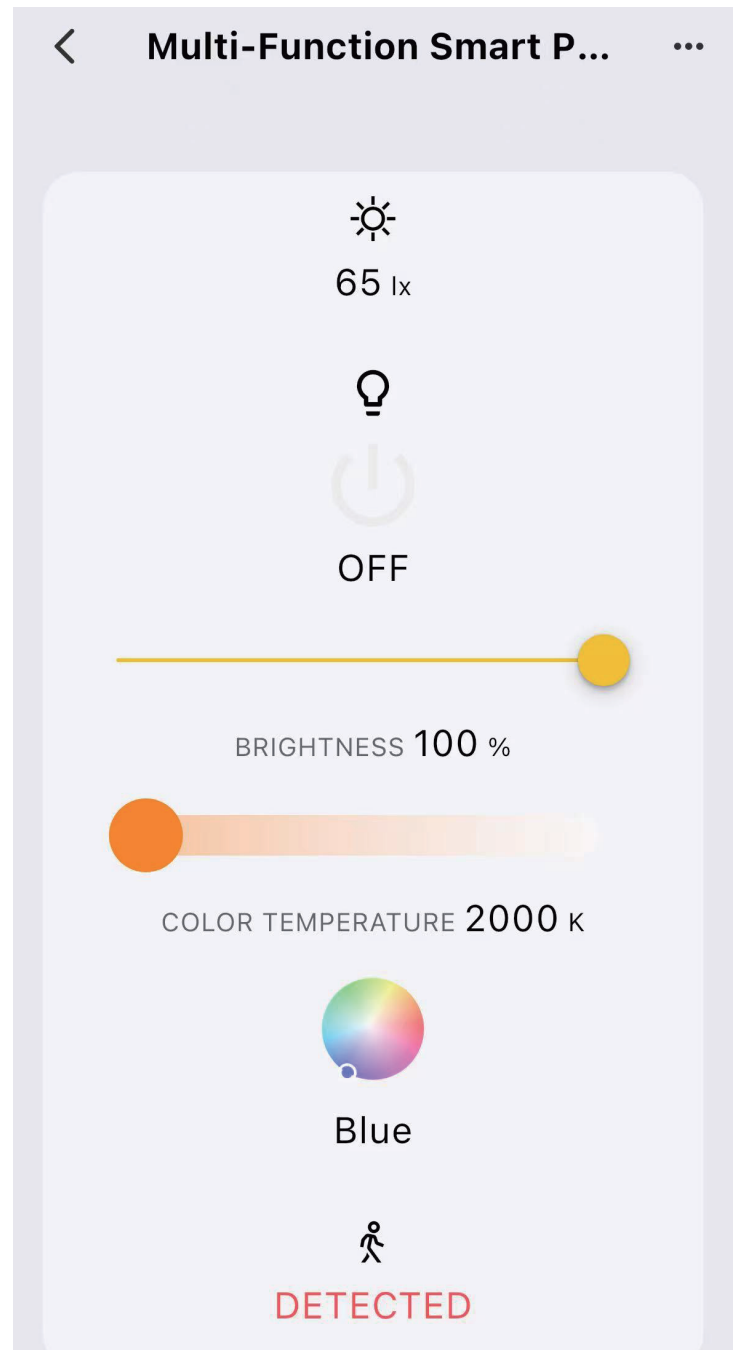 Multi-Function Smart P...
65 lx
OFF
BRIGHTNESS 100 %
COLOR TEMPERATURE 2000 K
Blue
DETECTED